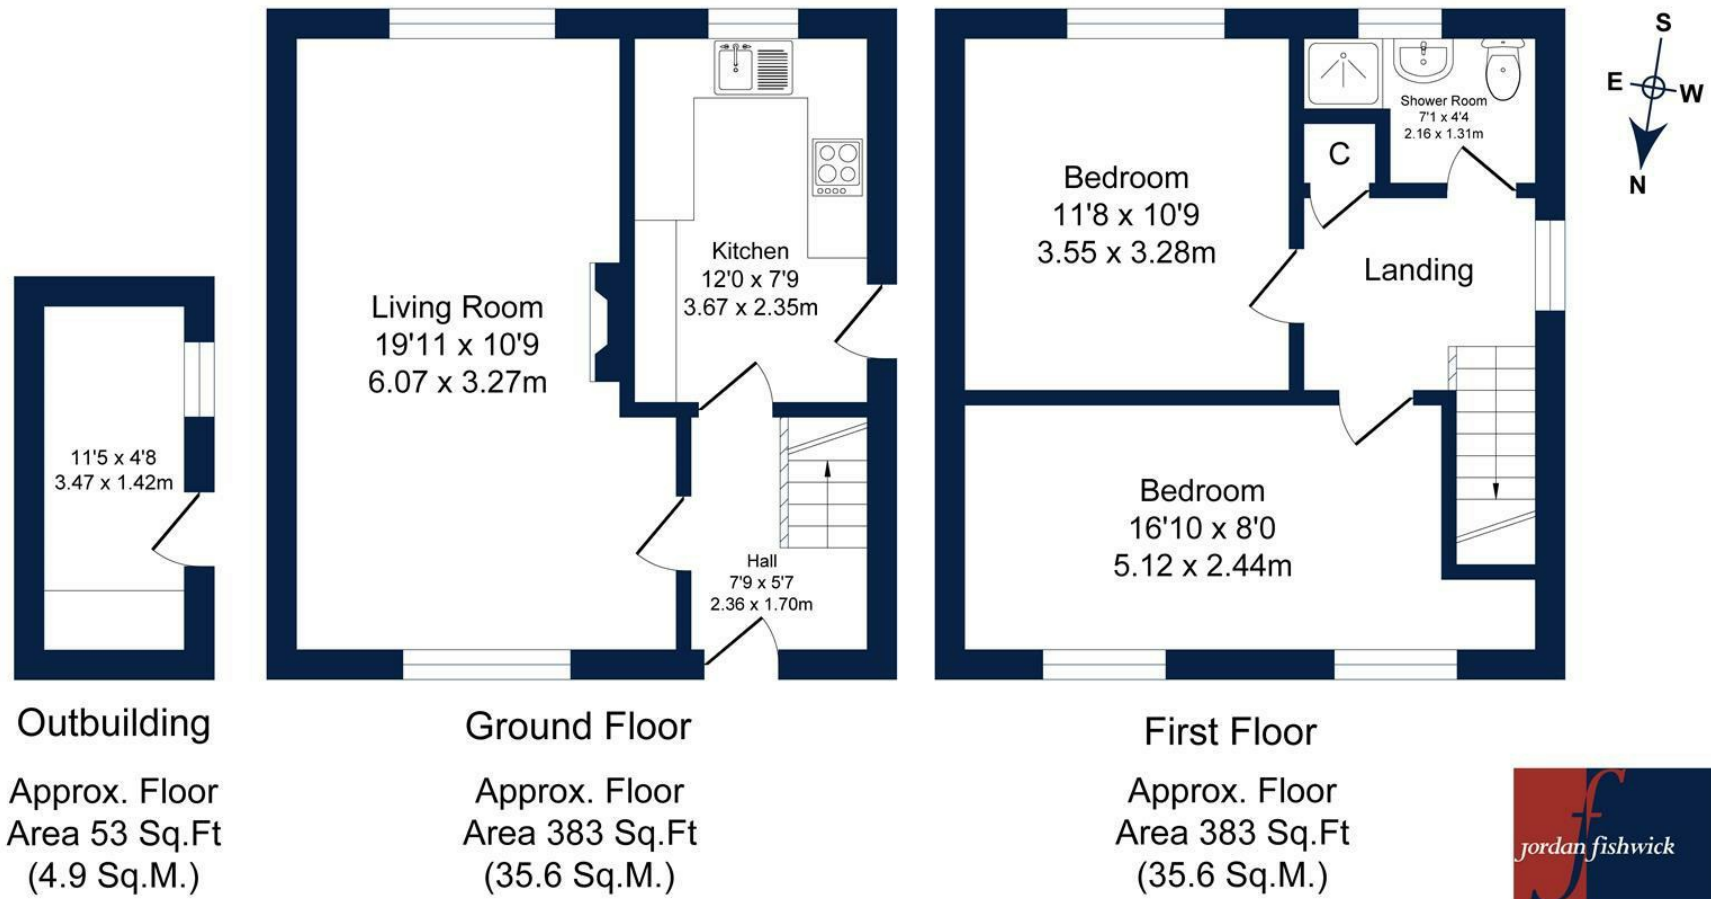 S
E
W
N
Shower Room
7'1 x 4'4
2.16 x 1.31m
C
Bedroom
11'8 x 10'9
3.55 x 3.28m
Landing
Kitchen
12'0 x 7'9
3.67 x 2.35m
Living Room
19'11 x 10'9
6.07 x 3.27m
11'5 x 4'8
3.47 x 1.42m
Bedroom
16'10 x 8'0
5.12 x 2.44m
Hall
7'9 x 5'7
2.36 x 1.70m
Outbuilding
Approx. Floor
Area 53 Sq.Ft
(4.9 Sq.M.)
Ground Floor
Approx. Floor
Area 383 Sq.Ft
(35.6 Sq.M.)
First Floor
Approx. Floor
Area 383 Sq.Ft
(35.6 Sq.M.)
f
jordan fishwick